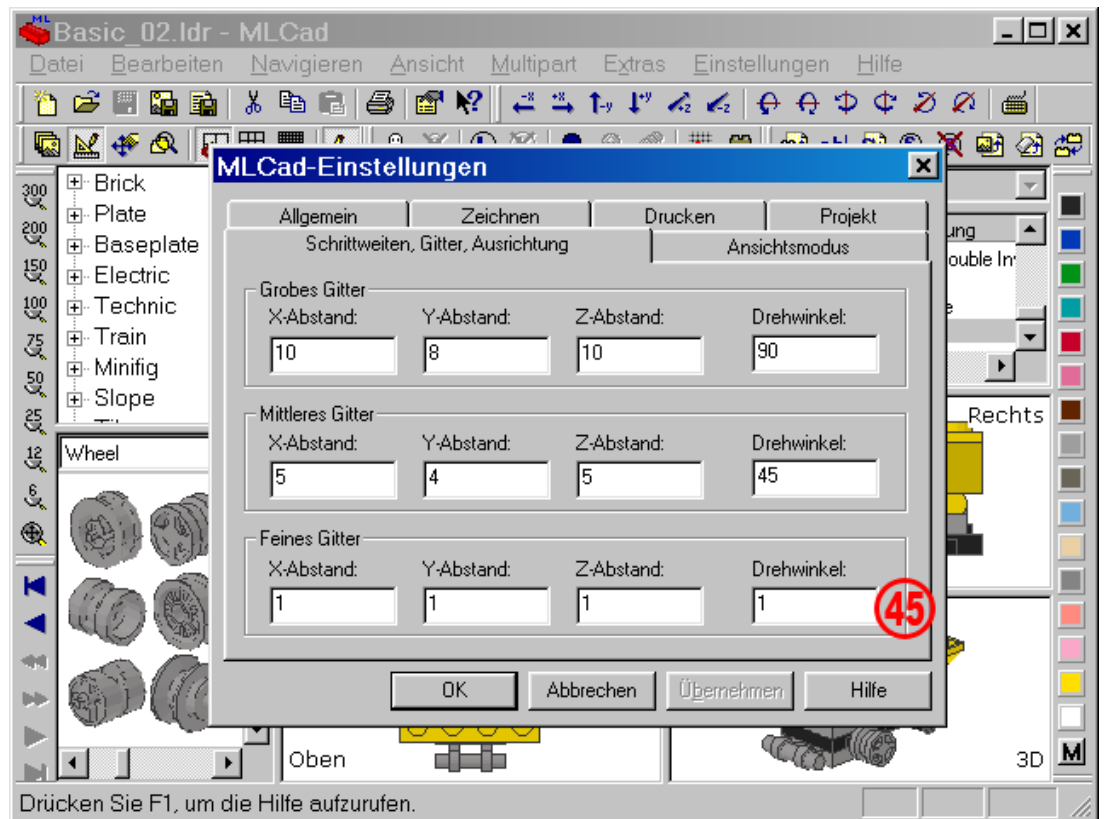 Basic_02.ldr - MLCad
Datei Bearbeiten Navigieren Ansicht Multipart Extras Einstellungen Hilfe
MLCad-Einstellungen
Allgemein Zeichnen Drucken Projekt
Schrittweiten, Gitter, Ausrichtung Ansichtsmodus
Grobes Gitter
X-Abstand: Y-Abstand: Z-Abstand: Drehwinkel:
10 8 10 90
Mittleres Gitter
X-Abstand: Y-Abstand: Z-Abstand: Drehwinkel:
5 4 5 45
Feines Gitter
X-Abstand: Y-Abstand: Z-Abstand: Drehwinkel:
1 1 1 1
45
OK Abbrechen Übernehmen Hilfe
300
200
150
100
75
50
25
12
6
Brick
Plate
Baseplate
Electric
Technic
Train
Minifig
Slope
Wheel
ung
ouble In
Rechts
Oben
3D
M
Drücken Sie F1, um die Hilfe aufzurufen.